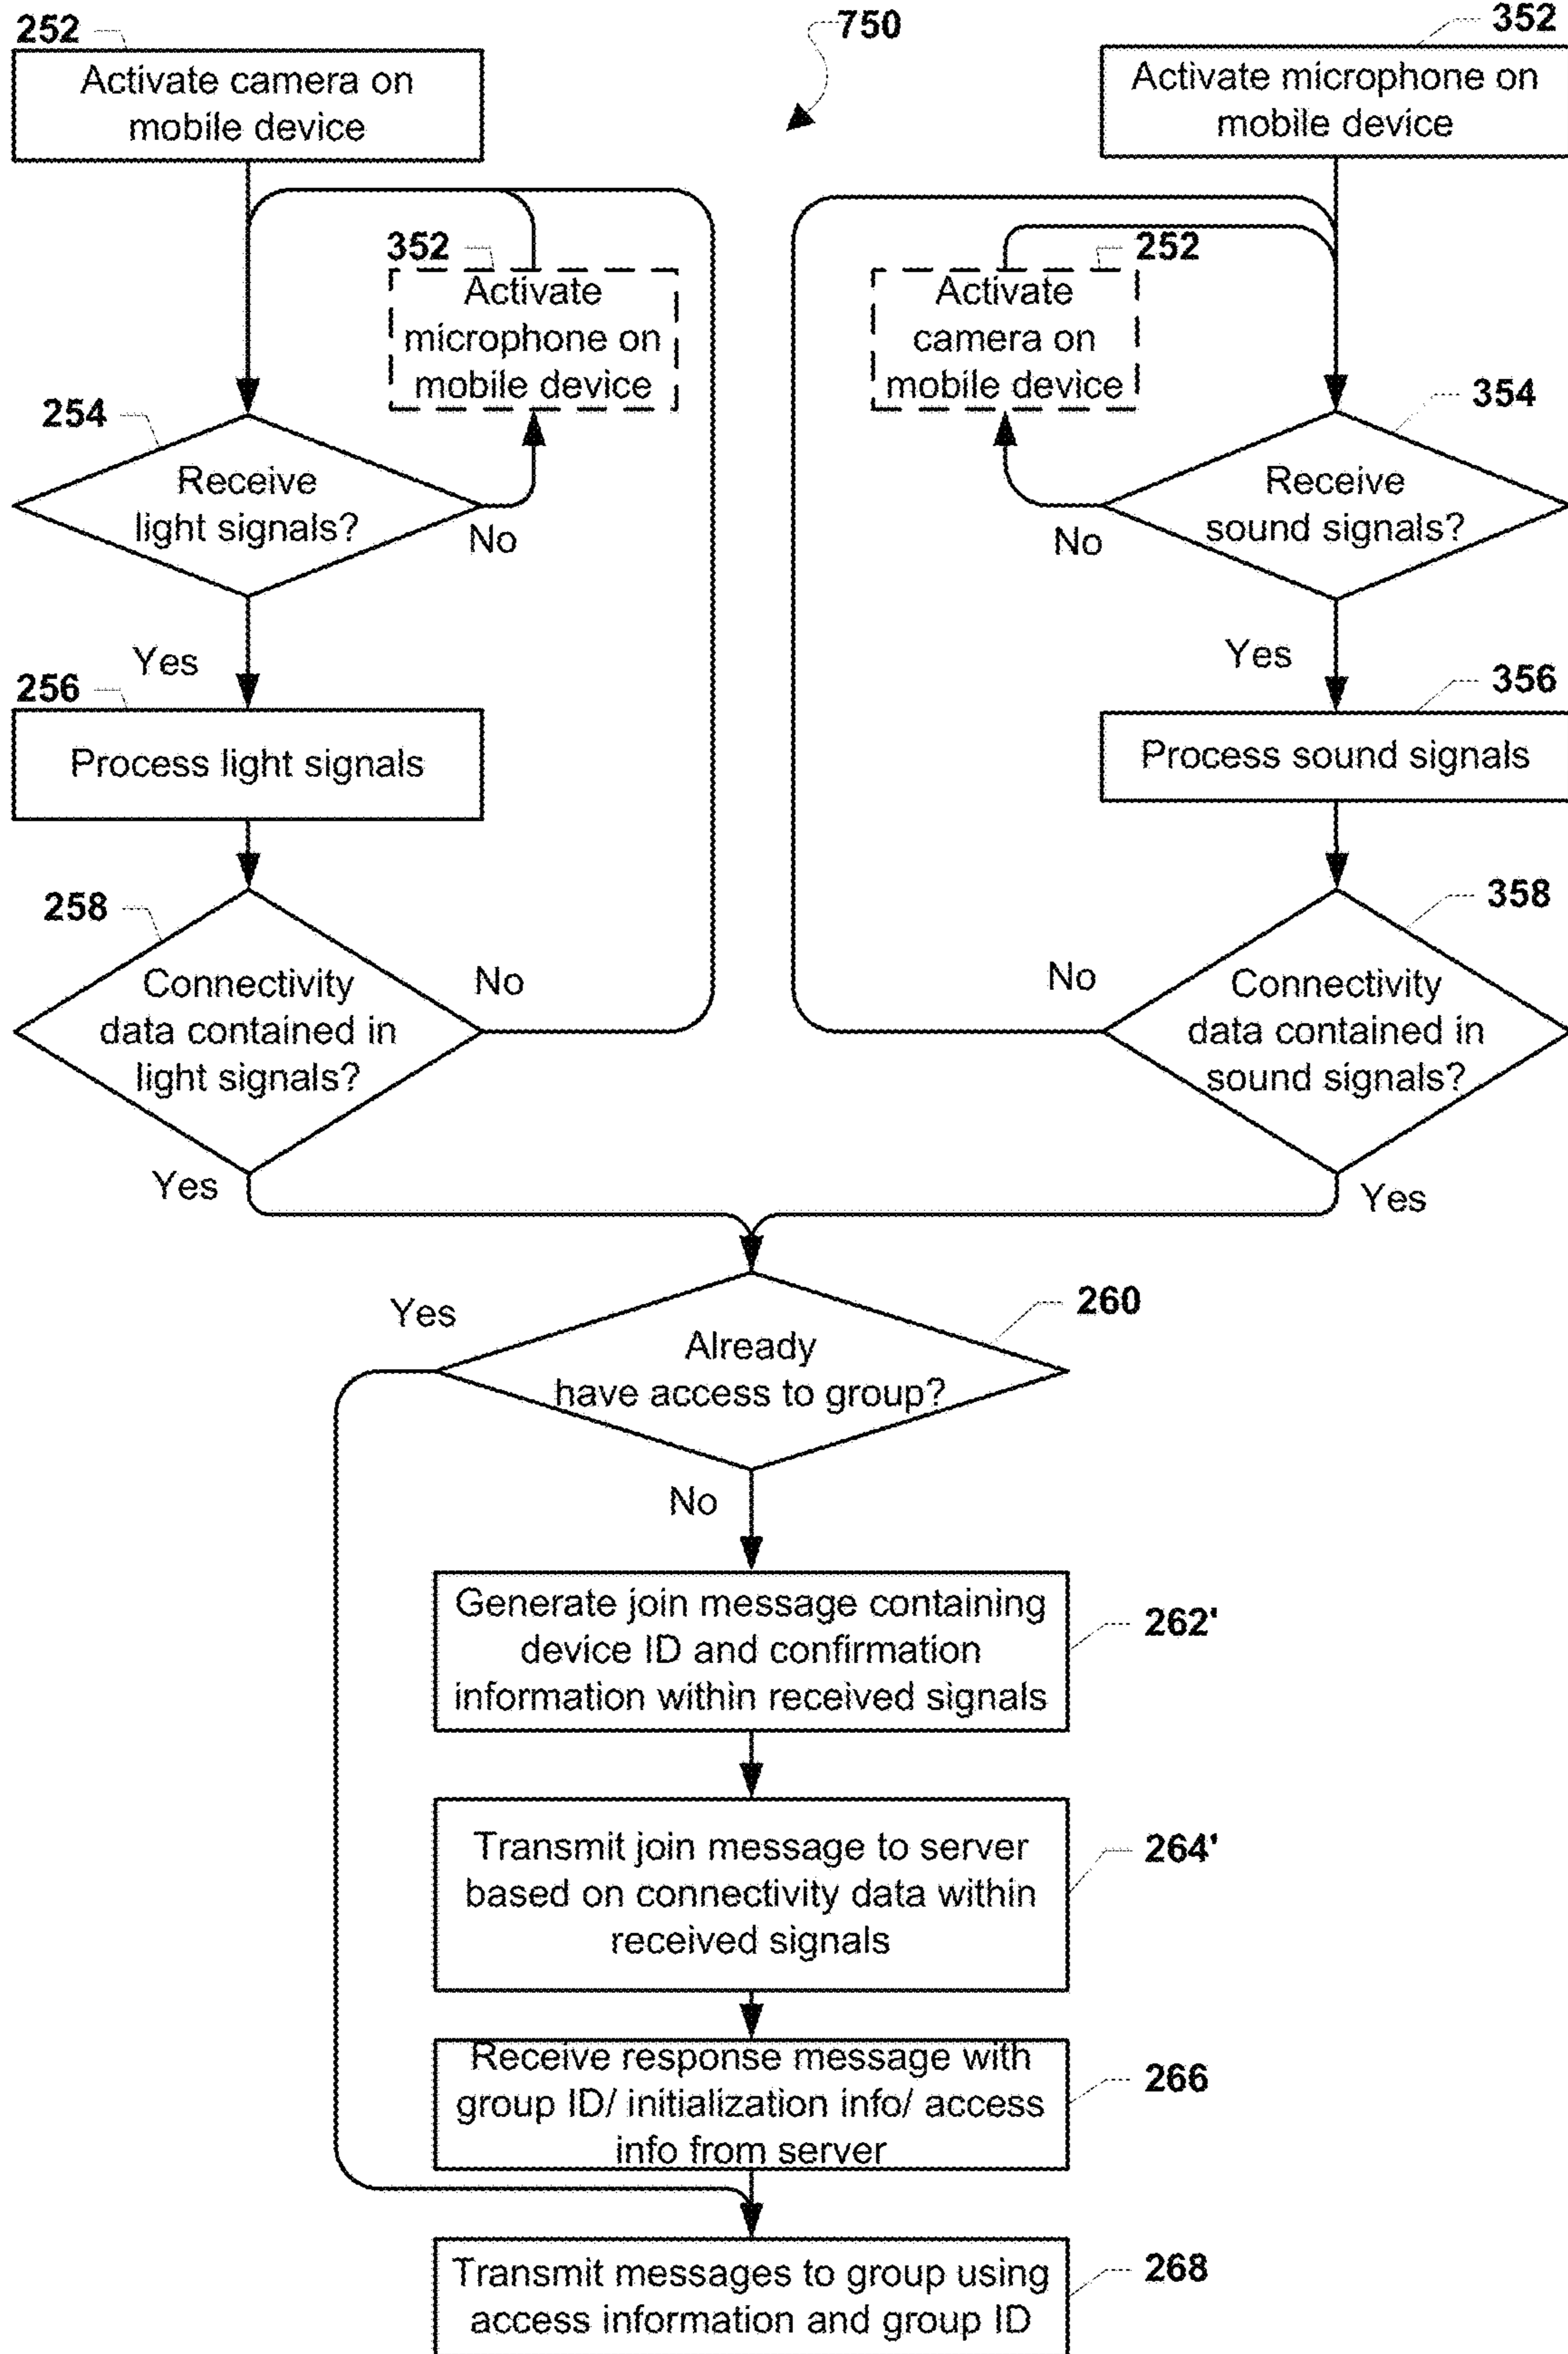 252
750
352
Activate camera on
mobile device
Activate microphone on
mobile device
352
Activate
microphone on
mobile device
252
Activate
camera on
mobile device
254
Receive
light signals?
No
354
Receive
sound signals?
No
Yes
Yes
256
Process light signals
356
Process sound signals
258
Connectivity
data contained in
light signals?
No
358
Connectivity
data contained in
sound signals?
No
Yes
Yes
260
Already
have access to group?
Yes
No
Generate join message containing
device ID and confirmation
information within received signals
262'
Transmit join message to server
based on connectivity data within
received signals
264'
Receive response message with
group ID/ initialization info/ access
info from server
266
Transmit messages to group using
access information and group ID
268